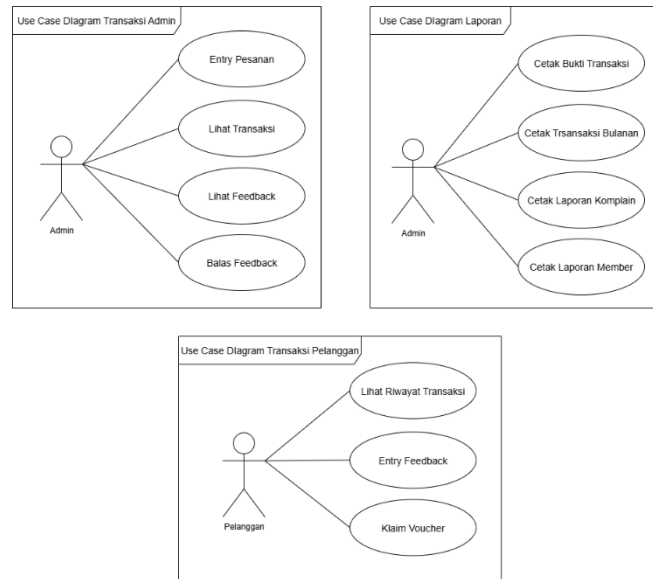 Use Case DIagram Transaksi Admin
Entry Pesanan
Lihat Transaksi
Lihat Feedback
Balas Feedback
Admin
Use Case DIagram Laporan
Cetak Bukti Transaksi
Cetak Trsansaksi Bulanan
Cetak Laporan Komplain
Cetak Laporan Member
Admin
Use Case DIagram Transaksi Pelanggan
Lihat Riwayat Transaksi
Entry Feedback
Klaim Voucher
Pelanggan